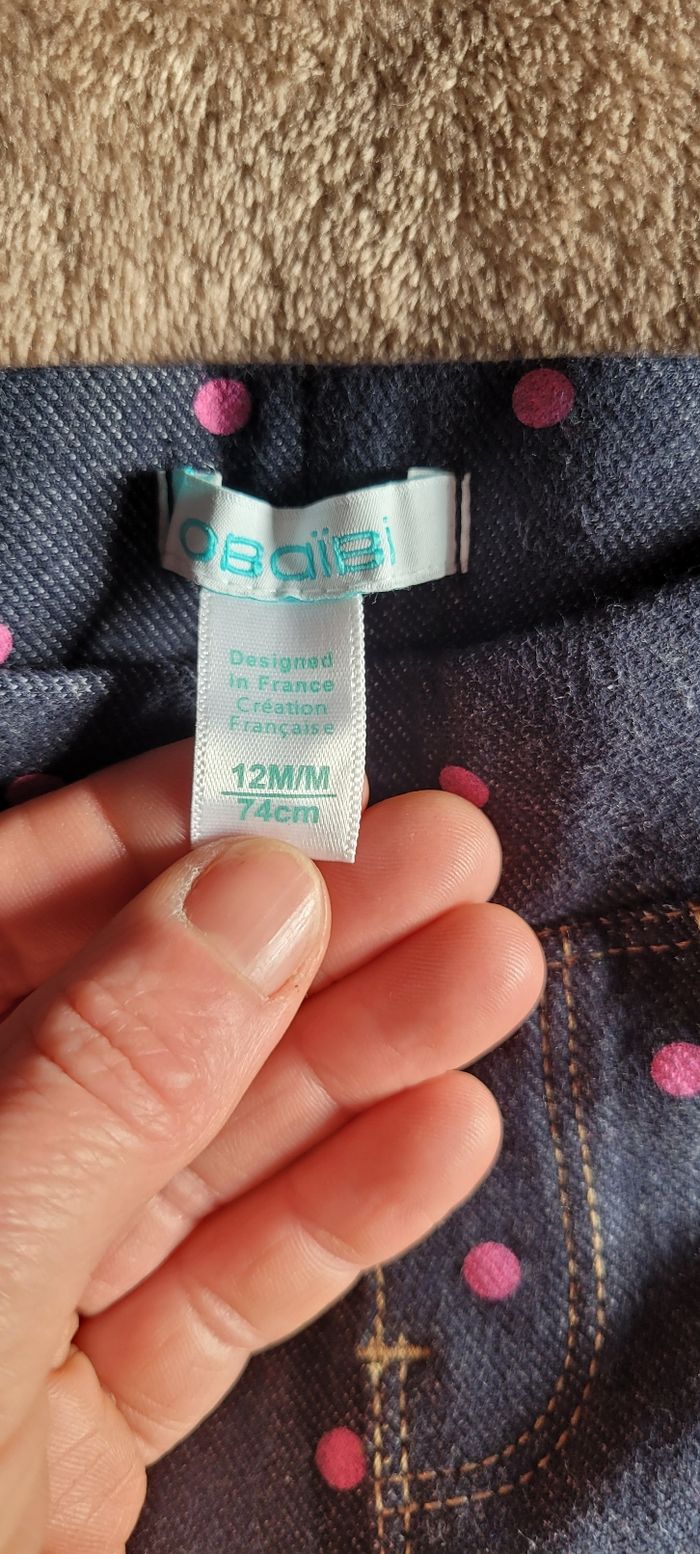 OBaïBi
Designed
in France
Création
Française
12M/M
74cm